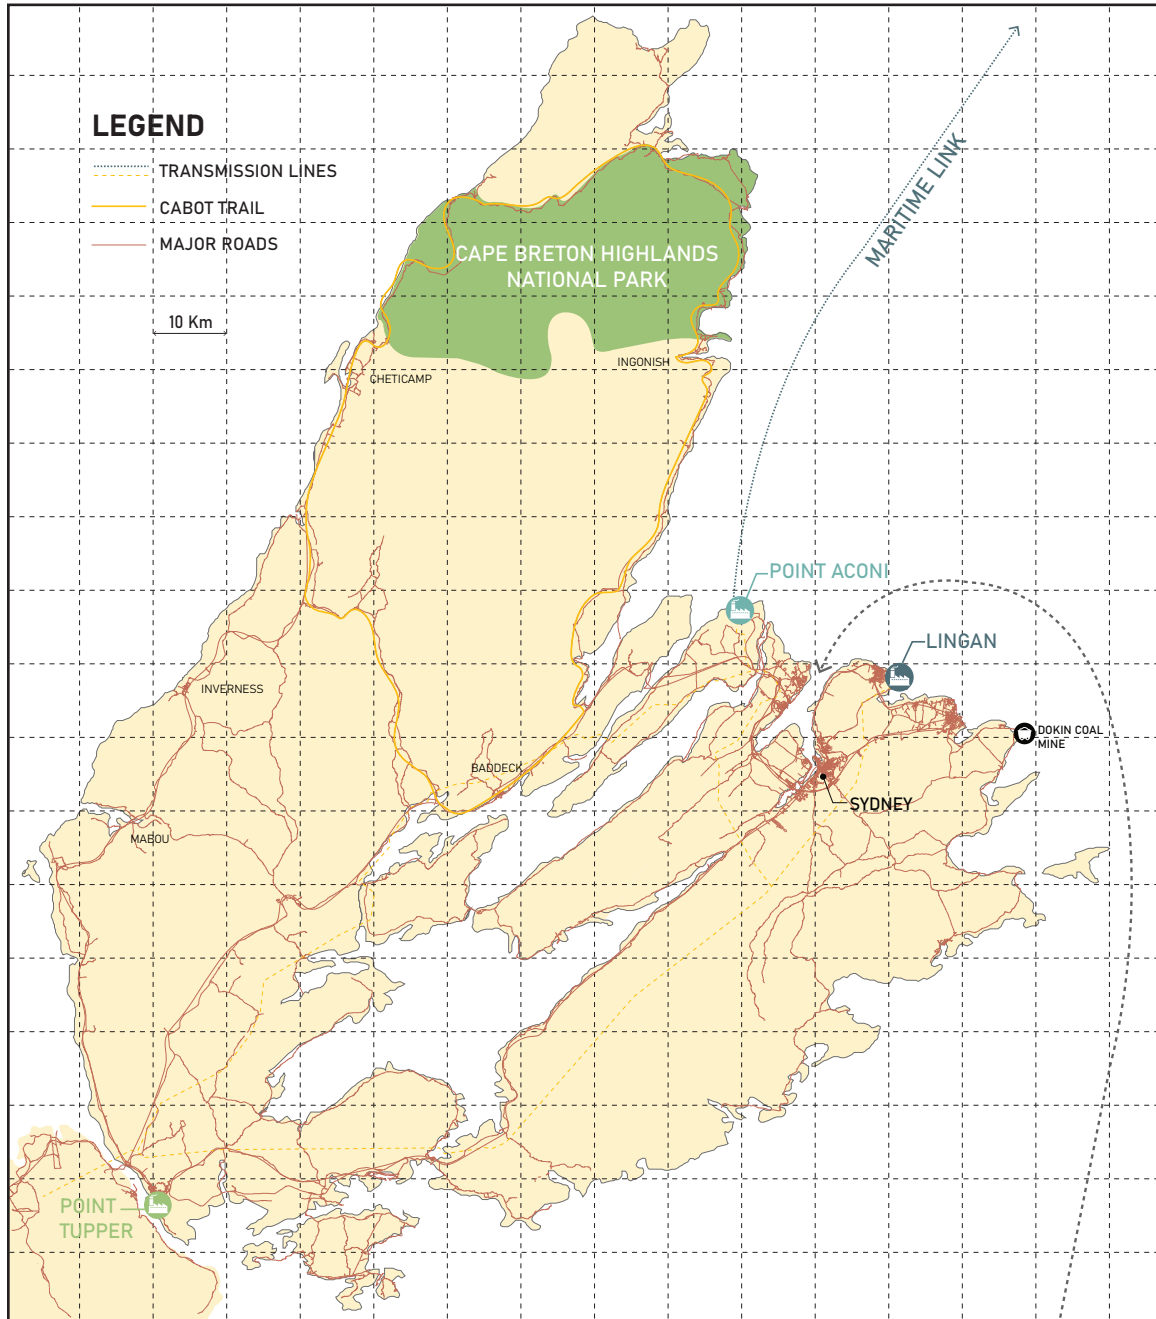 LEGEND
TRANSMISSION LINES
CABOT TRAIL
MAJOR ROADS
10 Km
MARITIME LINK
CAPE BRETON HIGHLANDS
NATIONAL PARK
INGONISH
CHETICAMP
POINT ACONI
LINGAN
INVERNESS
DOKIN COAL
MINE
BADDECK
SYDNEY
MABOU
POINT
TUPPER